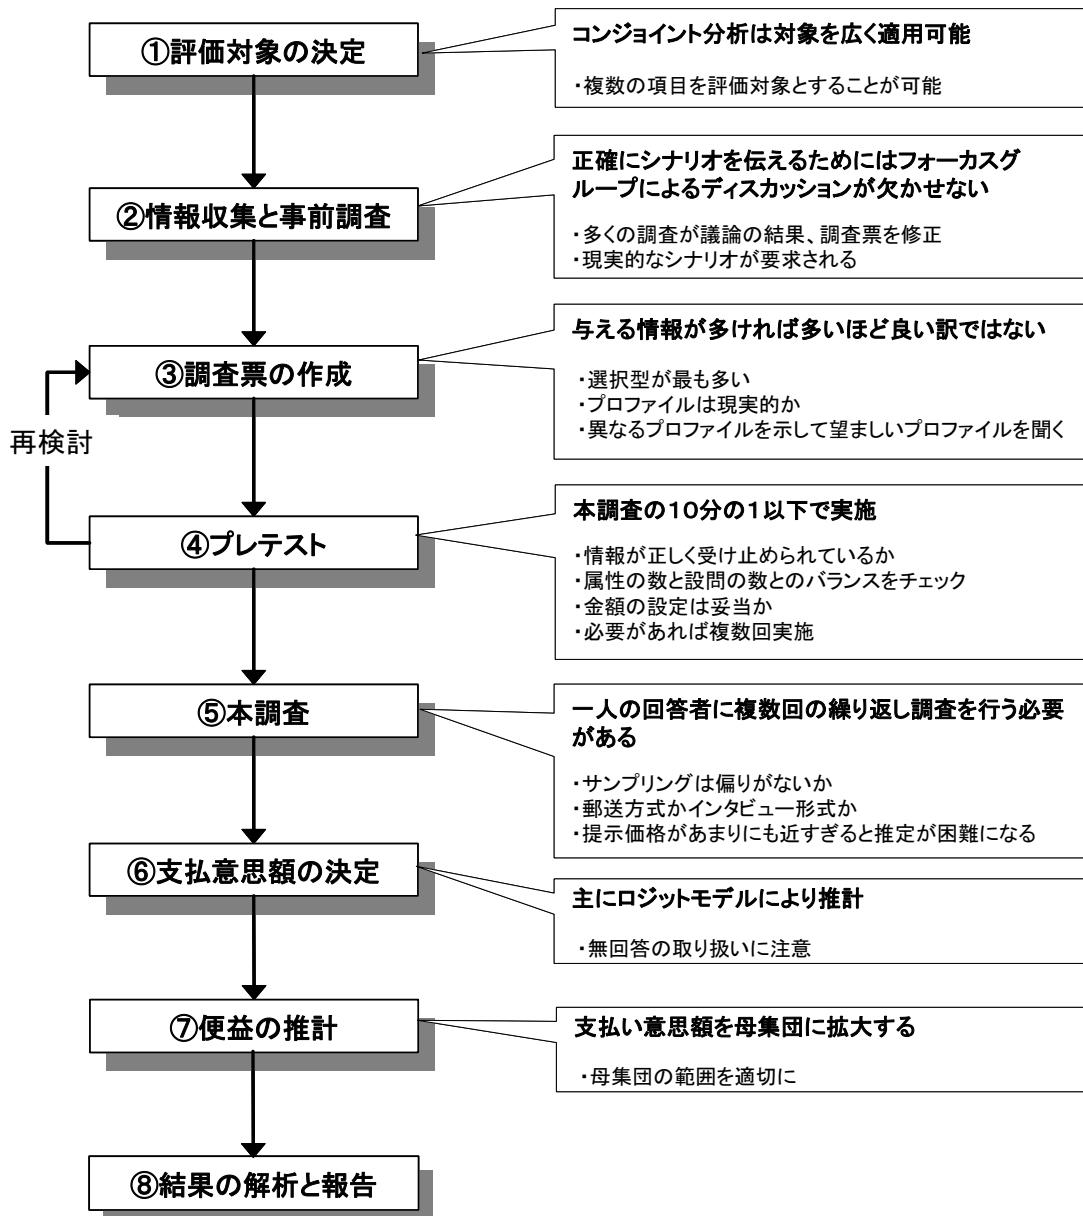 ①評価対象の決定
コンジョイント分析は対象を広く適用可能
・複数の項目を評価対象とすることが可能
②情報収集と事前調査
正確にシナリオを伝えるためにはフォーカスグ
ループによるディスカッションが欠かせない
・多くの調査が議論の結果、調査票を修正
・現実的なシナリオが要求される
③調査票の作成
与える情報が多ければ多いほど良い訳ではない
・選択型が最も多い
・プロファイルは現実的か
・異なるプロファイルを示して望ましいプロファイルを聞く
再検討
④プレテスト
本調査の10分の1以下で実施
・情報が正しく受け止められているか
・属性の数と設問の数とのバランスをチェック
・金額の設定は妥当か
・必要があれば複数回実施
⑤本調査
一人の回答者に複数回の繰り返し調査を行う必要
がある
・サンプリングは偏りがないか
・郵送方式かインタビュー形式か
・提示価格があまりにも近すぎると推定が困難になる
⑥支払意思額の決定
主にロジットモデルにより推計
・無回答の取り扱いに注意
⑦便益の推計
支払い意思額を母集団に拡大する
・母集団の範囲を適切に
⑧結果の解析と報告